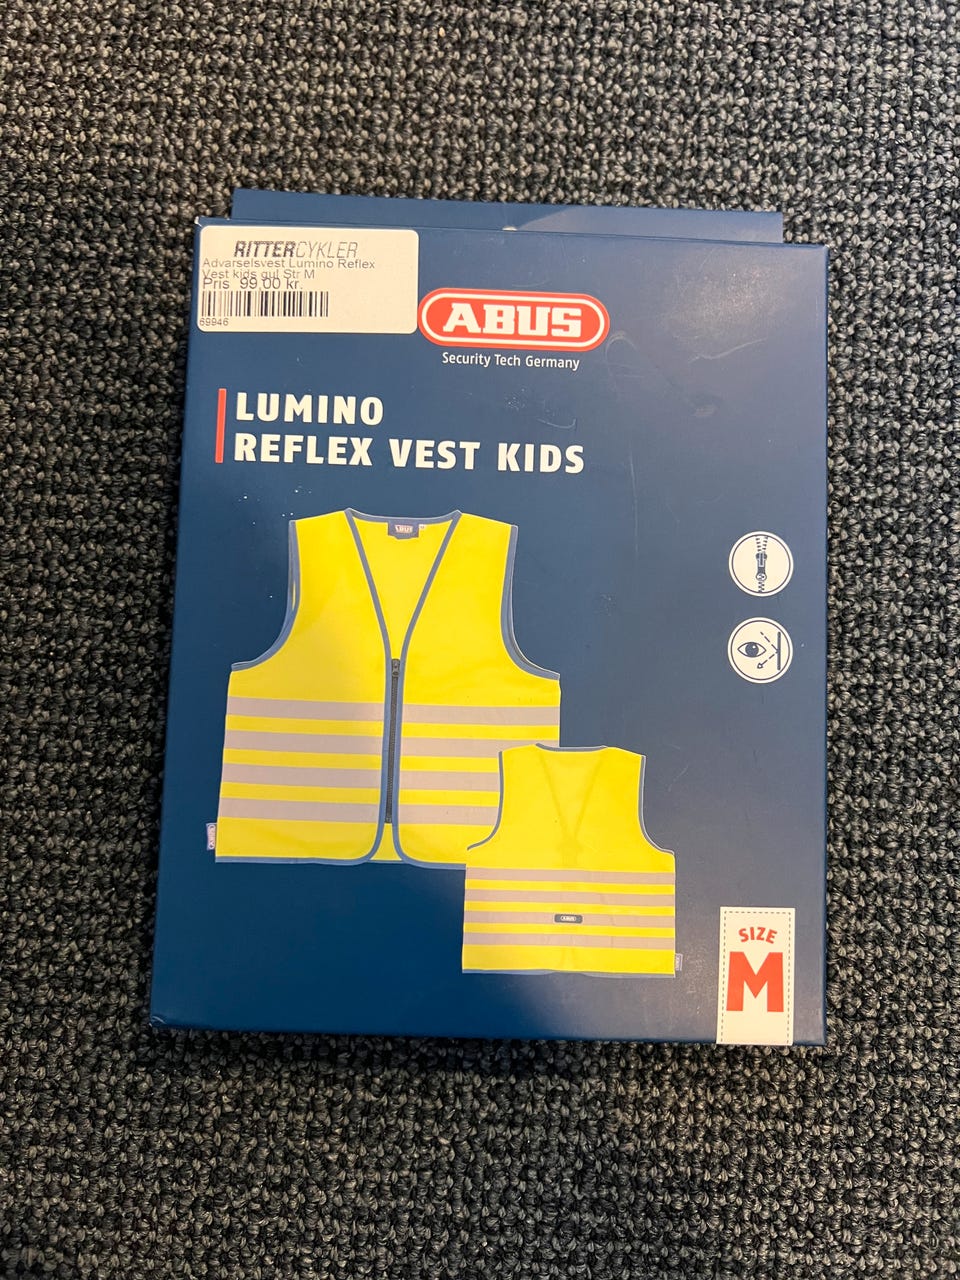 RITTERCYKLER
Advarselsvest Lumino Reflex
Vest kids gul Str M
Pris 99,00 kr.
69946
ABUS
Security Tech Germany
LUMINO
REFLEX VEST KIDS
ABUS
ABUS
SIZE
M